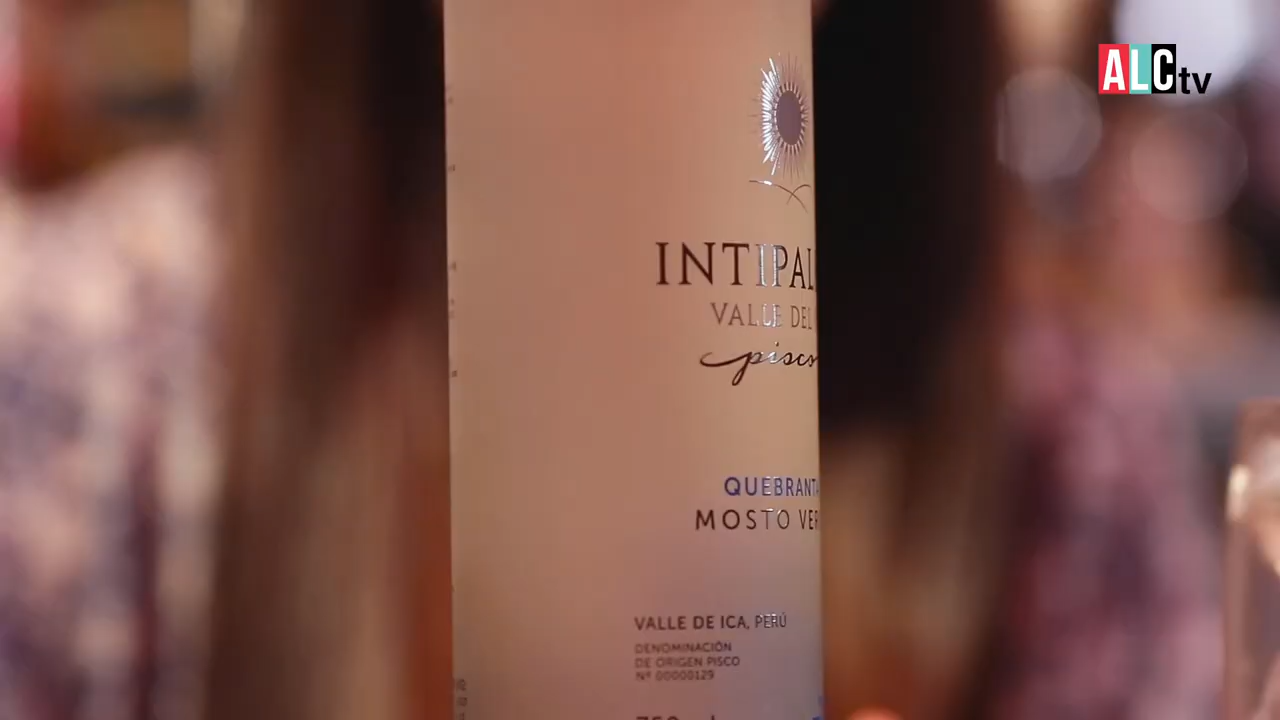 ALCtv
INTIPAL
VALLE DEL
pisco
QUEBRANTA
MOSTO VER
VALLE DE ICA, PERÚ
DENOMINACIÓN
DE ORIGEN PISCO
Nº 00000129